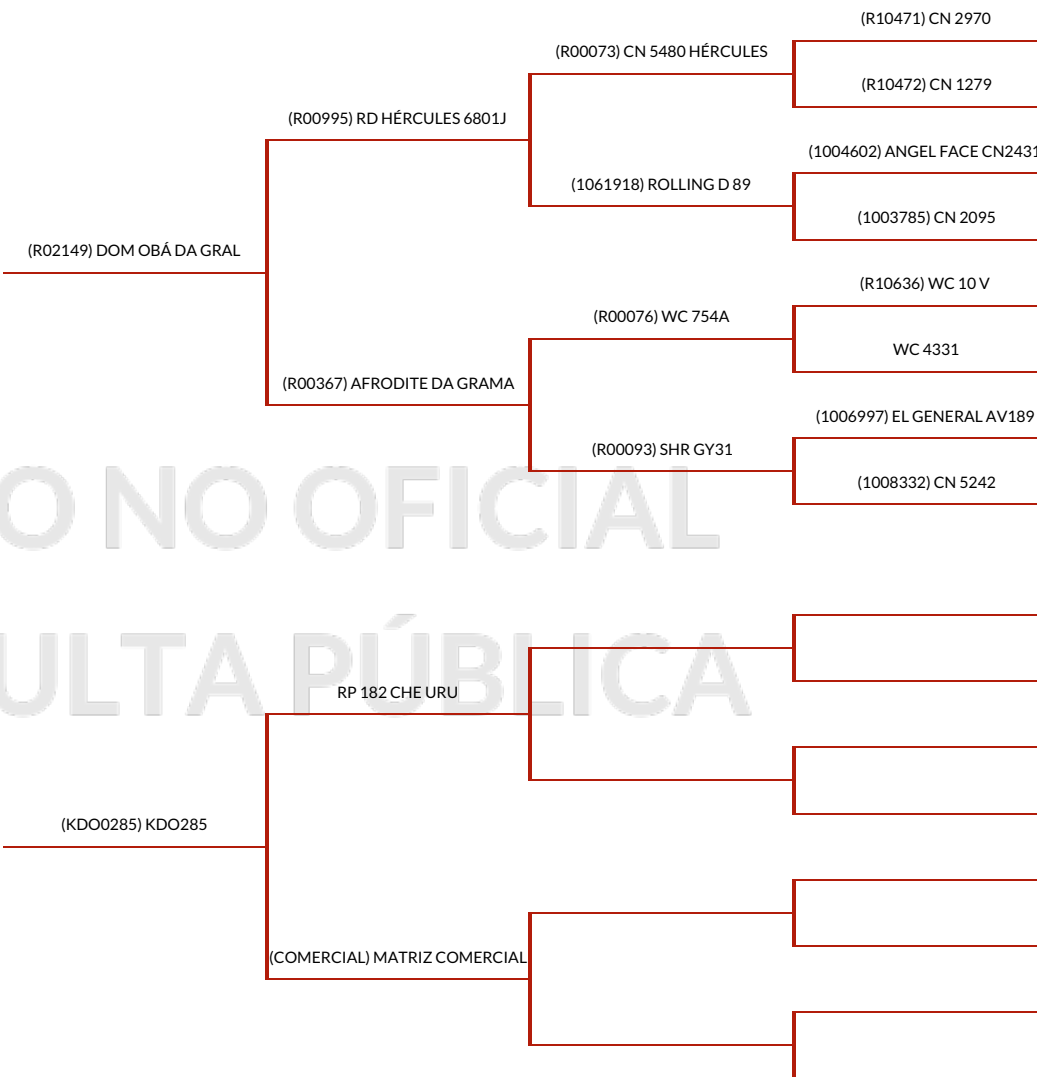 (R10471) CN 2970
(R00073) CN 5480 HÉRCULES
(R10472) CN 1279
(R00995) RD HÉRCULES 6801J
(1004602) ANGEL FACE CN2431
(1061918) ROLLING D 89
(1003785) CN 2095
(R02149) DOM OBÁ DA GRAL
(R10636) WC 10 V
(R00076) WC 754A
WC 4331
(R00367) AFRODITE DA GRAMA
(1006997) EL GENERAL AV189
(R00093) SHR GY31
(1008332) CN 5242
O NO OFICIAL
ULTA PÚBLICA
RP 182 CHE URU
(KDO0285) KDO285
(COMERCIAL) MATRIZ COMERCIAL